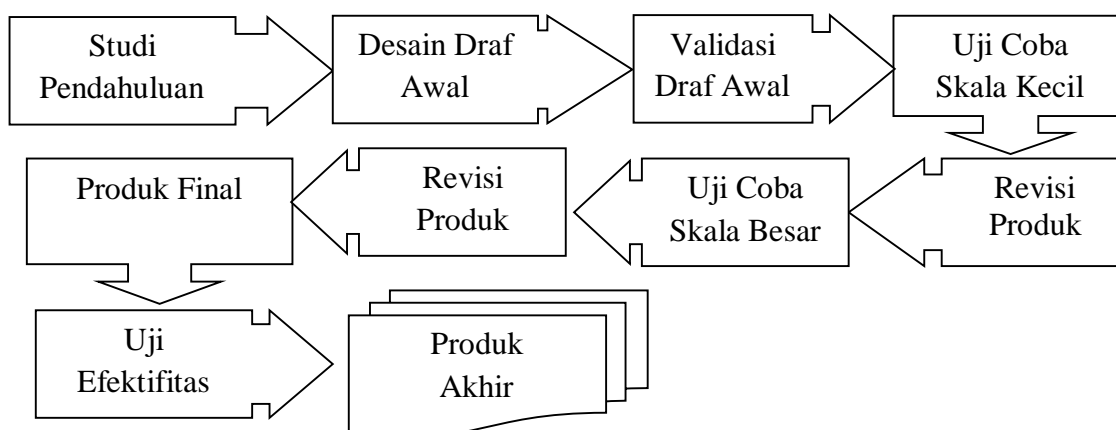 Studi
Pendahuluan
Desain Draf
Awal
Validasi
Draf Awal
Uji Coba
Skala Kecil
Revisi
Produk
Uji Coba
Skala Besar
Revisi
Produk
Produk Final
Uji
Efektifitas
Produk
Akhir